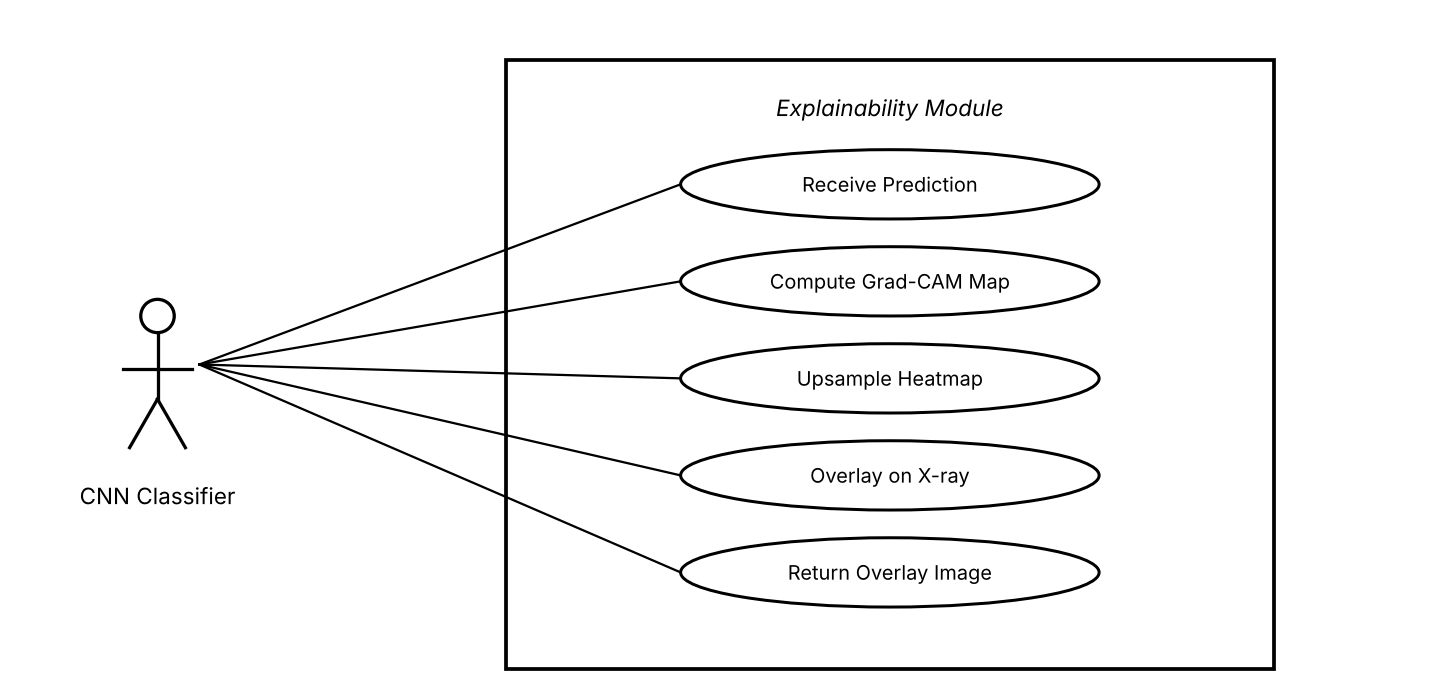 Explainability Module
Receive Prediction
Compute Grad-CAM Map
Upsample Heatmap
Overlay on X-ray
Return Overlay Image
CNN Classifier